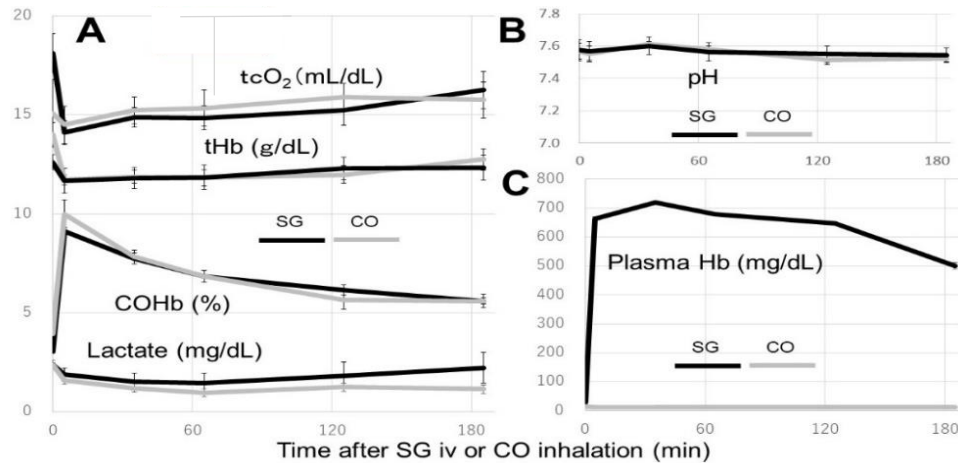 A
20
15
10
5
0
tcO₂ (mL/dL)
tHb (g/dL)
SG CO
COHb (%)
Lactate (mg/dL)
0 60 120 180
B
7.8
7.6
7.4
7.2
7.0
pH
SG CO
0 60 120 180
C
800
700
600
500
400
300
200
100
0
Plasma Hb (mg/dL)
SG CO
0 60 120 180
Time after SG iv or CO inhalation (min)